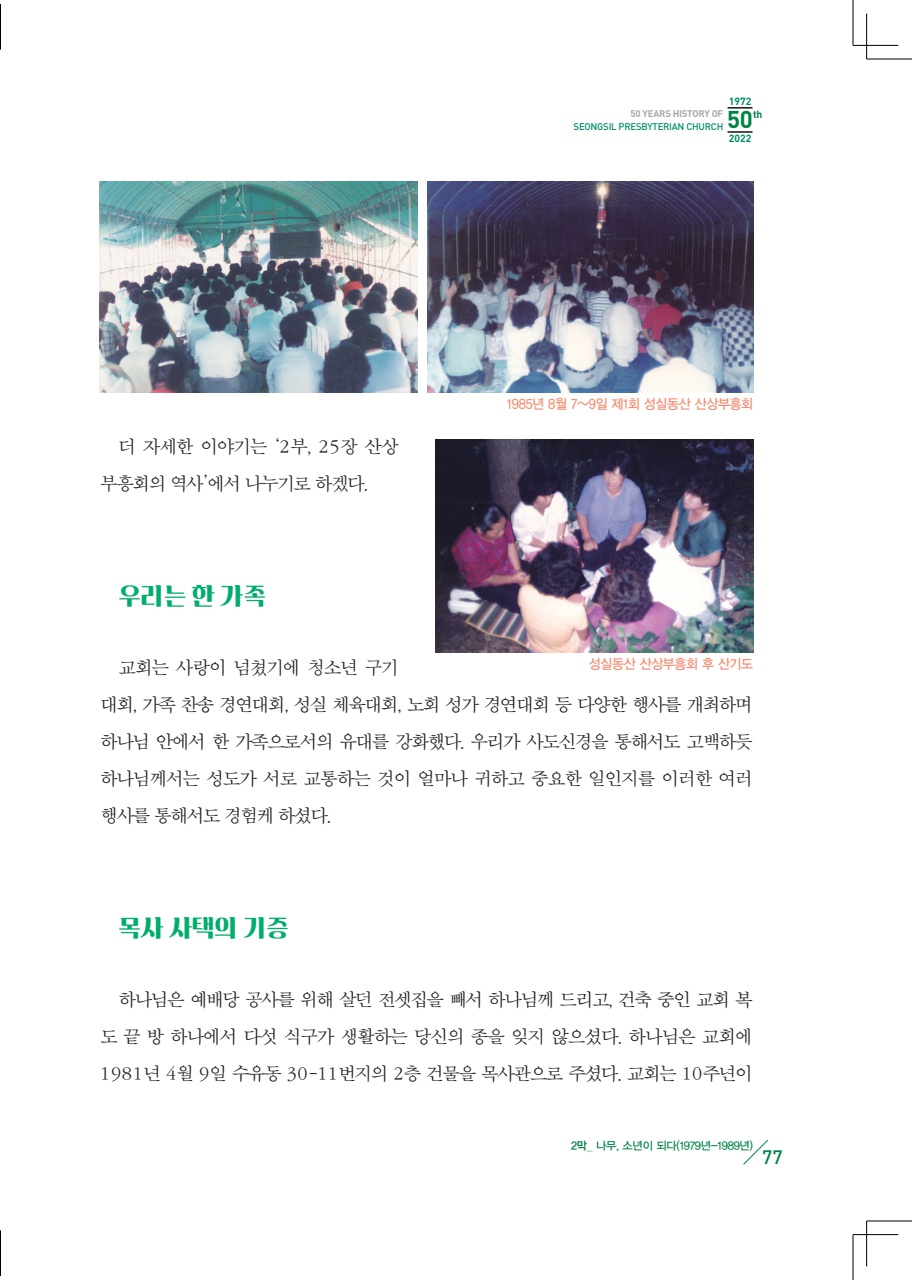 1972
50 YEARS HISTORY OF
SEONGSIL PRESBYTERIAN CHURCH
50th
2022
1985년 8월 7~9일 제1회 성실동산 산상부흥회
더 자세한 이야기는 ‘2부, 25장 산상
부흥회의 역사’에서 나누기로 하겠다.
성실동산 산상부흥회 후 산기도
우리는 한 가족
교회는 사랑이 넘쳤기에 청소년 구기
대회, 가족 찬송 경연대회, 성실 체육대회, 노회 성가 경연대회 등 다양한 행사를 개최하며
하나님 안에서 한 가족으로서의 유대를 강화했다. 우리가 사도신경을 통해서도 고백하듯
하나님께서는 성도가 서로 교통하는 것이 얼마나 귀하고 중요한 일인지를 이러한 여러
행사를 통해서도 경험케 하셨다.
목사 사택의 기증
하나님은 예배당 공사를 위해 살던 전셋집을 빼서 하나님께 드리고, 건축 중인 교회 복
도 끝 방 하나에서 다섯 식구가 생활하는 당신의 종을 잊지 않으셨다. 하나님은 교회에
1981년 4월 9일 수유동 30-11번지의 2층 건물을 목사관으로 주셨다. 교회는 10주년이
2막_ 나무, 소년이 되다(1979년-1989년)
77